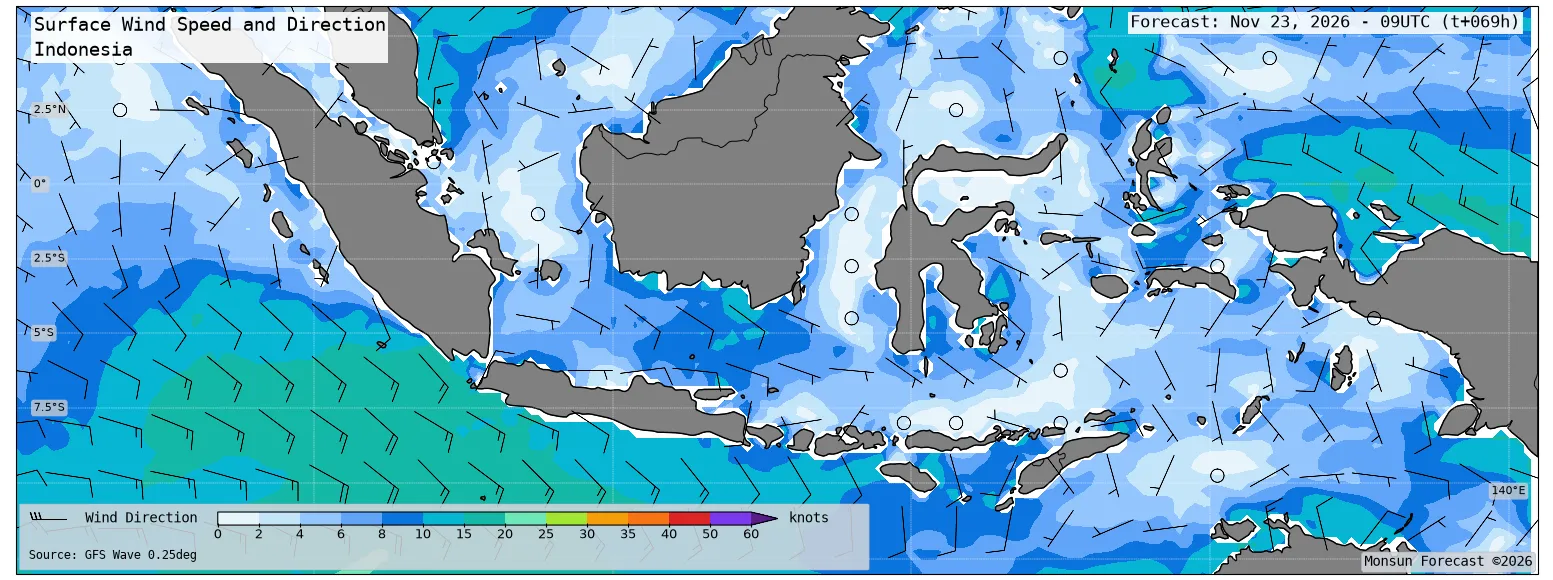 Surface Wind Speed and Direction
Indonesia
Forecast: Nov 23, 2026 - 09UTC (t+069h)
2.5°N
0°
2.5°S
5°S
7.5°S
140°E
Wind Direction
0 2 4 6 8 10 15 20 25 30 35 40 50 60
knots
Source: GFS Wave 0.25deg
Monsun Forecast ©2026